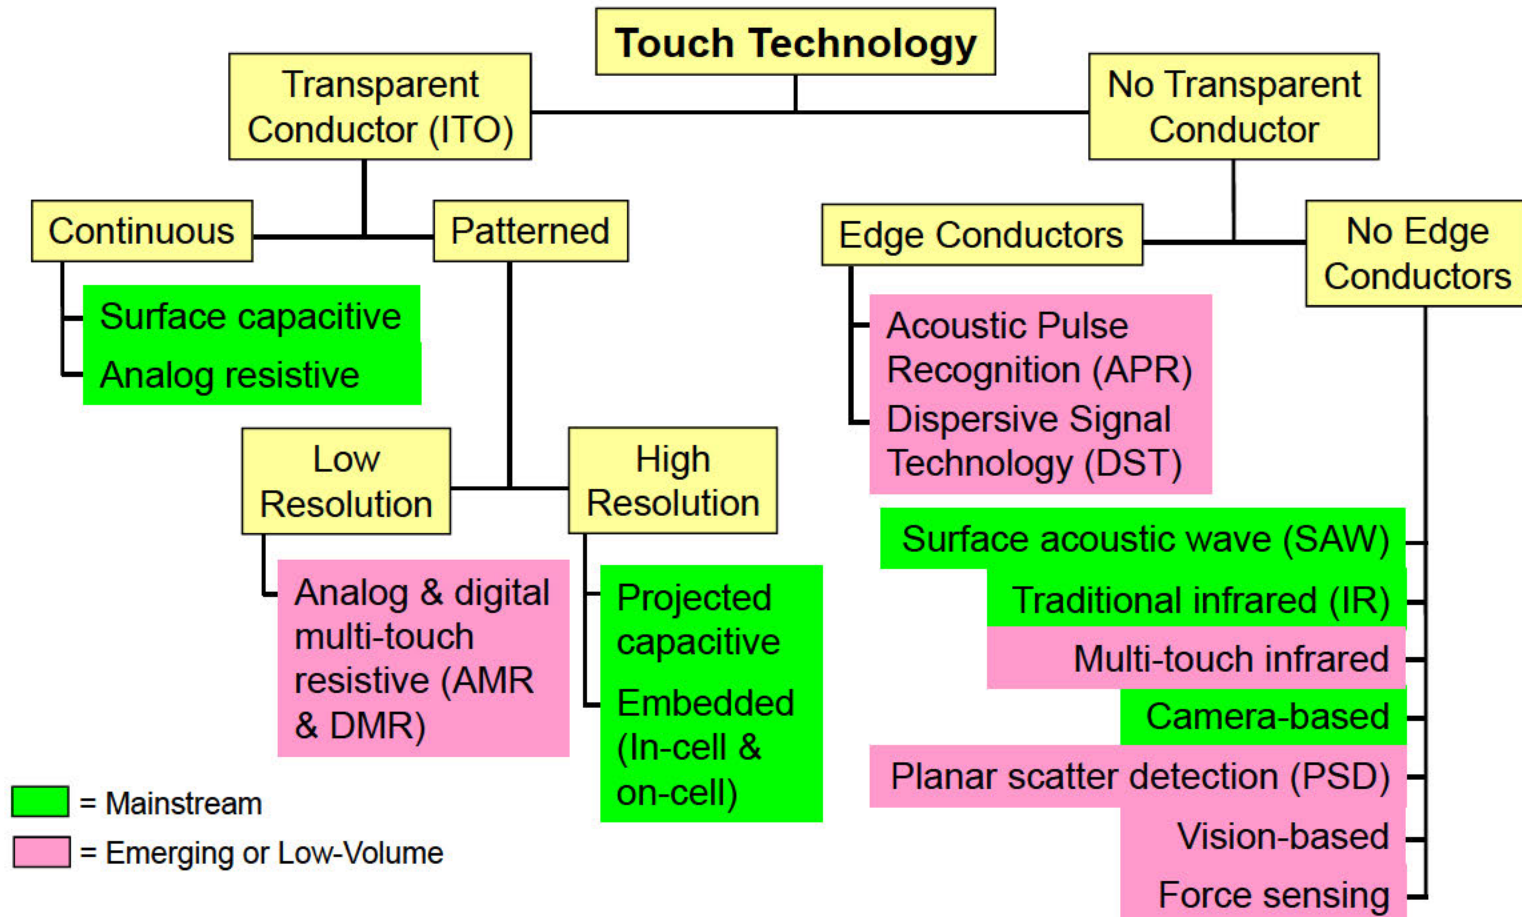 Touch Technology
Transparent
Conductor (ITO)
No Transparent
Conductor
Continuous
Patterned
Edge Conductors
No Edge
Conductors
Surface capacitive
Analog resistive
Acoustic Pulse
Recognition (APR)
Dispersive Signal
Technology (DST)
Low
Resolution
High
Resolution
Analog & digital
multi-touch
resistive (AMR
& DMR)
Projected
capacitive
Embedded
(In-cell &
on-cell)
Surface acoustic wave (SAW)
Traditional infrared (IR)
Multi-touch infrared
Camera-based
Planar scatter detection (PSD)
Vision-based
Force sensing
= Mainstream
= Emerging or Low-Volume